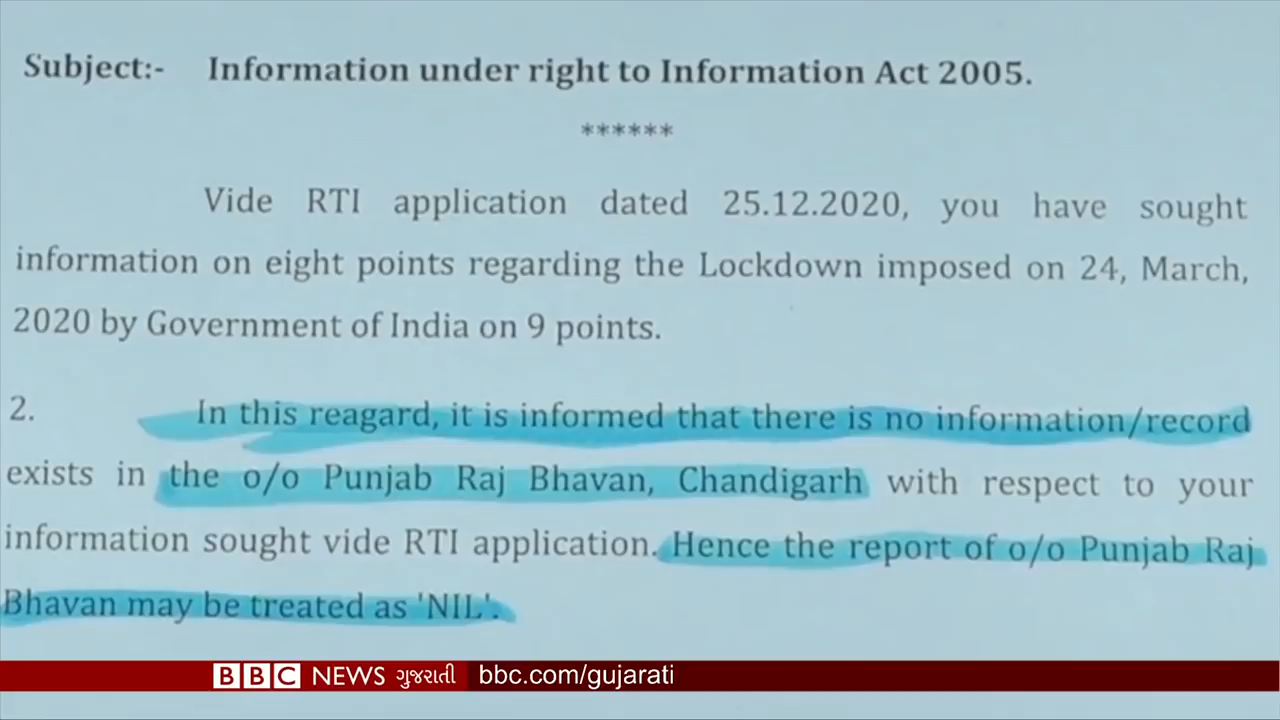 Subject:- Information under right to Information Act 2005.
******
Vide RTI application dated 25.12.2020, you have sought
information on eight points regarding the Lockdown imposed on 24, March,
2020 by Government of India on 9 points.
2. In this reagard, it is informed that there is no information/record
exists in the o/o Punjab Raj Bhavan, Chandigarh with respect to your
information sought vide RTI application. Hence the report of o/o Punjab Raj
Bhavan may be treated as 'NIL'.
BBC NEWS ગુજરાતી bbc.com/gujarati